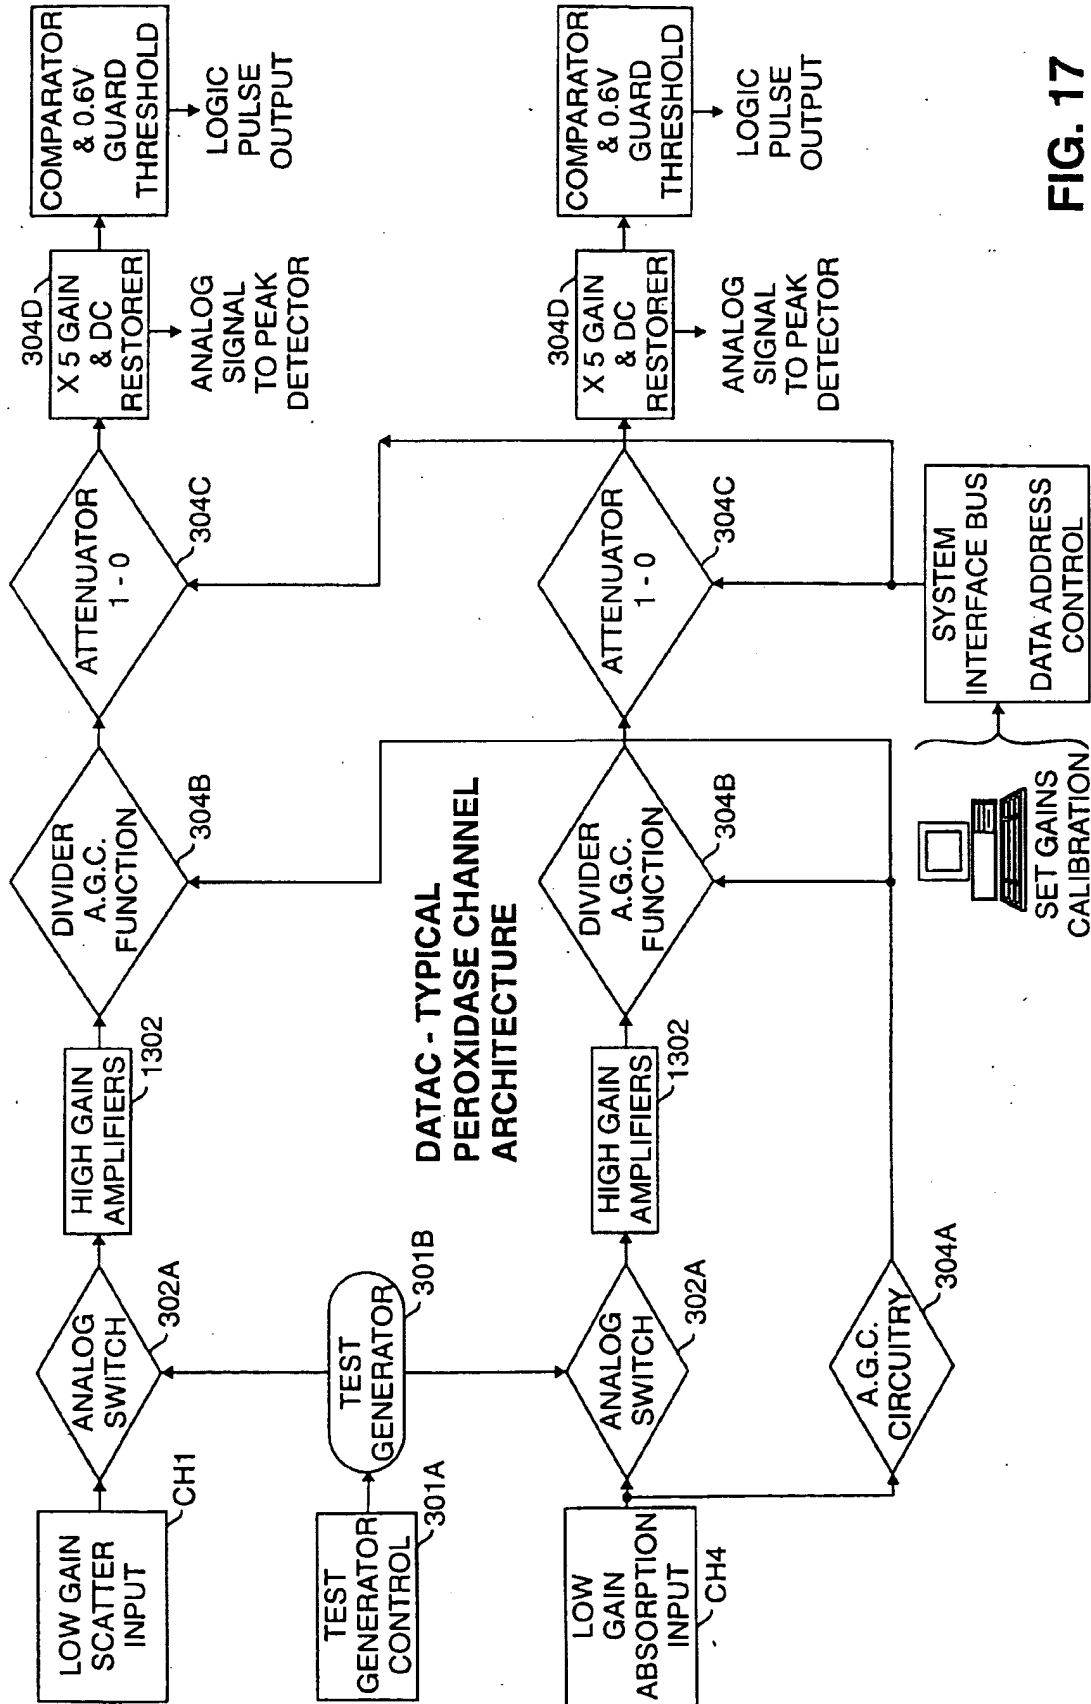 LOW GAIN
SCATTER
INPUT
CH1
ANALOG
SWITCH
302A
HIGH GAIN
AMPLIFIERS
1302
DIVIDER
A.G.C.
FUNCTION
304B
ATTENUATOR
1 - 0
304C
304D
X 5 GAIN
& DC
RESTORER
ANALOG
SIGNAL
TO PEAK
DETECTOR
COMPARATOR
& 0.6V
GUARD
THRESHOLD
LOGIC
PULSE
OUTPUT
TEST
GENERATOR
CONTROL
301A
TEST
GENERATOR
301B
DATAC - TYPICAL
PEROXIDASE CHANNEL
ARCHITECTURE
LOW
GAIN
ABSORPTION
INPUT
CH4
ANALOG
SWITCH
302A
HIGH GAIN
AMPLIFIERS
1302
DIVIDER
A.G.C.
FUNCTION
304B
ATTENUATOR
1 - 0
304C
304D
X 5 GAIN
& DC
RESTORER
ANALOG
SIGNAL
TO PEAK
DETECTOR
COMPARATOR
& 0.6V
GUARD
THRESHOLD
LOGIC
PULSE
OUTPUT
A.G.C.
CIRCUITRY
304A
SET GAINS
CALIBRATION
SYSTEM
INTERFACE BUS
DATA ADDRESS
CONTROL
FIG. 17